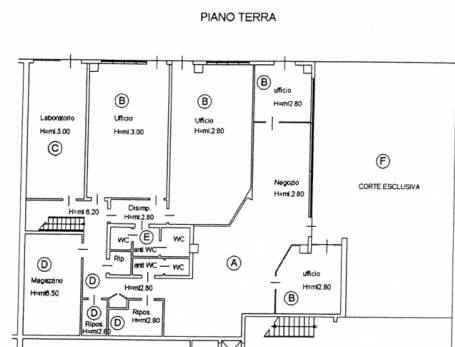 PIANO TERRA
B
ufficio
H=ml2.80
Laboratorio
H=ml.3.00
C
B
Ufficio
H=ml.3.00
B
Ufficio
H=ml.2.80
F
CORTE ESCLUSIVA
Negozio
H=ml.2.80
Disimp.
H=ml.2.80
H=ml.6.20
E
WC
WC
anti WC
Rip.
anti WC
WC
A
D
Magazzino
H=ml6.50
D
H=ml2.80
ufficio
H=ml2.80
B
D
Ripos.
H=ml2.80
D
Ripos.
H=ml2.80